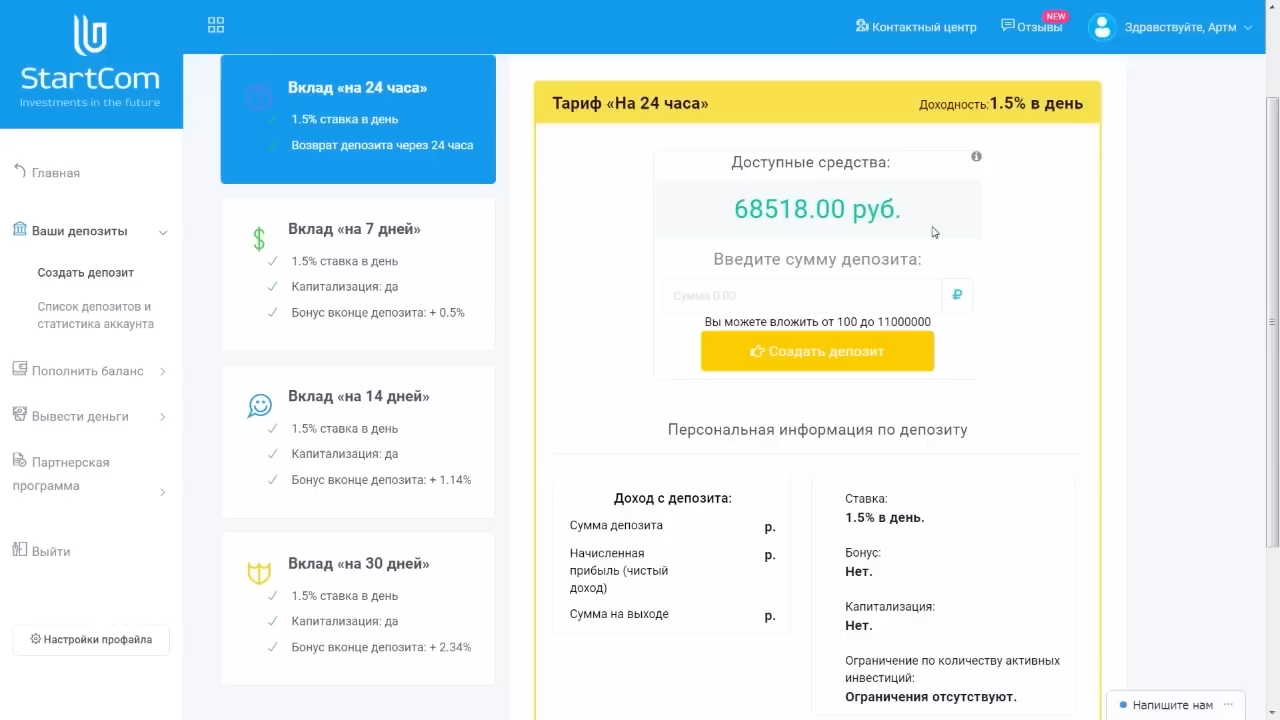 StartCom
Investments in the future
Контактный центр
Отзывы
NEW
Здравствуйте, Артм
Главная
Ваши депозиты
Создать депозит
Список депозитов и
статистика аккаунта
Пополнить баланс
Вывести деньги
Партнерская
программа
Выйти
Настройки профайла
Вклад «на 24 часа»
1.5% ставка в день
Возврат депозита через 24 часа
Вклад «на 7 дней»
1.5% ставка в день
Капитализация: да
Бонус вконце депозита: + 0.5%
Вклад «на 14 дней»
1.5% ставка в день
Капитализация: да
Бонус вконце депозита: + 1.14%
Вклад «на 30 дней»
1.5% ставка в день
Капитализация: да
Бонус вконце депозита: + 2.34%
Тариф «На 24 часа»
Доходность:1.5% в день
Доступные средства:
68518.00 руб.
Введите сумму депозита:
Сумма 0.00
₽
Вы можете вложить от 100 до 11000000
Создать депозит
Персональная информация по депозиту
Доход с депозита:
Сумма депозита
р.
Начисленная
прибыль (чистый
доход)
р.
Сумма на выходе
р.
Ставка:
1.5% в день.
Бонус:
Нет.
Капитализация:
Нет.
Ограничение по количеству активных
инвестиций:
Ограничения отсутствуют.
Напишите нам